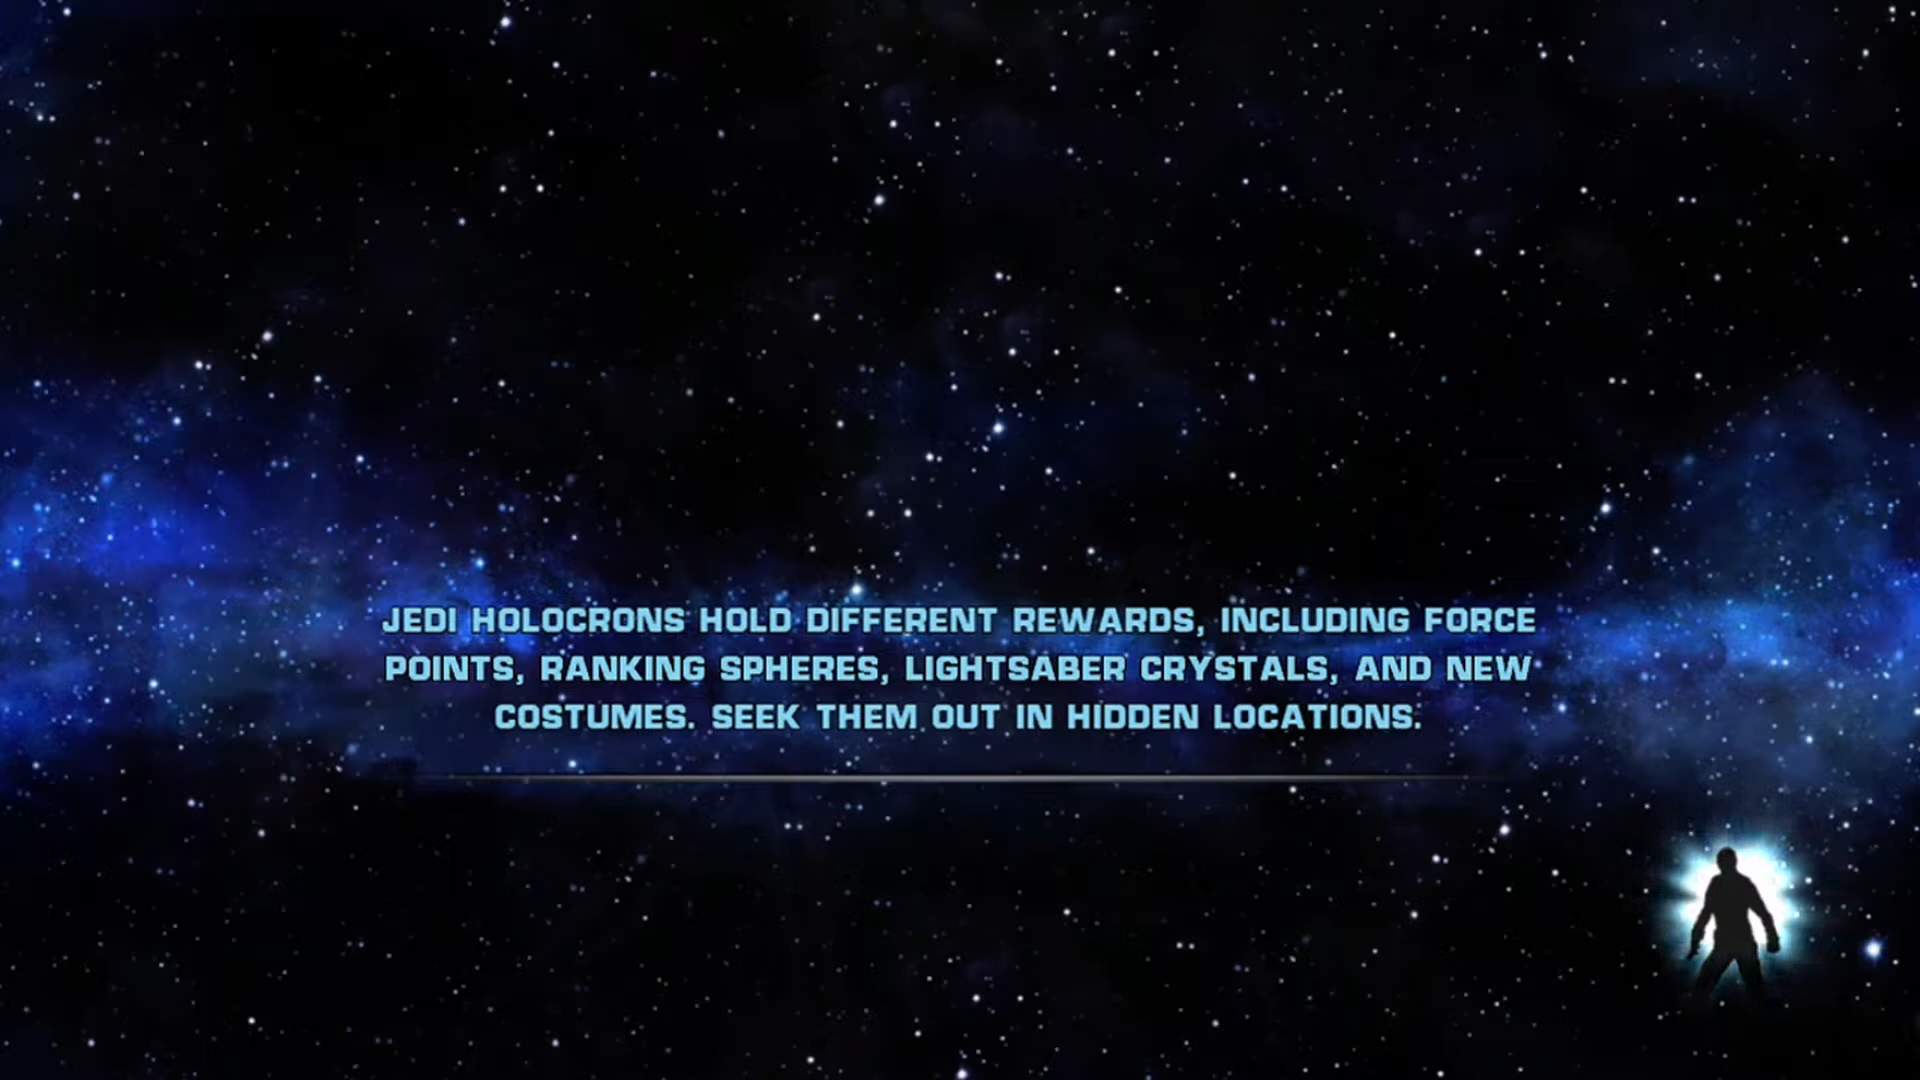 JEDI HOLOCRONS HOLD DIFFERENT REWARDS, INCLUDING FORCE
POINTS, RANKING SPHERES, LIGHTSABER CRYSTALS, AND NEW
COSTUMES. SEEK THEM OUT IN HIDDEN LOCATIONS.